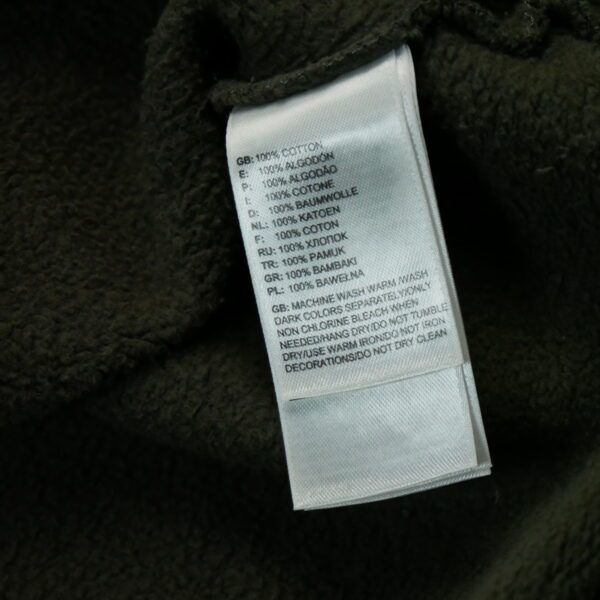 GB: 100% COTTON
E: 100% ALGODÓN
P: 100% ALGODÃO
I: 100% COTONE
D: 100% BAUMWOLLE
NL: 100% KATOEN
F: 100% COTON
RU: 100% ХЛОПОК
TR: 100% PAMUK
GR: 100% BAMBAKI
PL: 100% BAWEŁNA
GB: MACHINE WASH WARM /WASH
DARK COLORS SEPARATELY/ONLY
NON CHLORINE BLEACH WHEN
NEEDED/HANG DRY/DO NOT TUMBLE
DRY/USE WARM IRON/DO NOT IRON
DECORATIONS/DO NOT DRY CLEAN